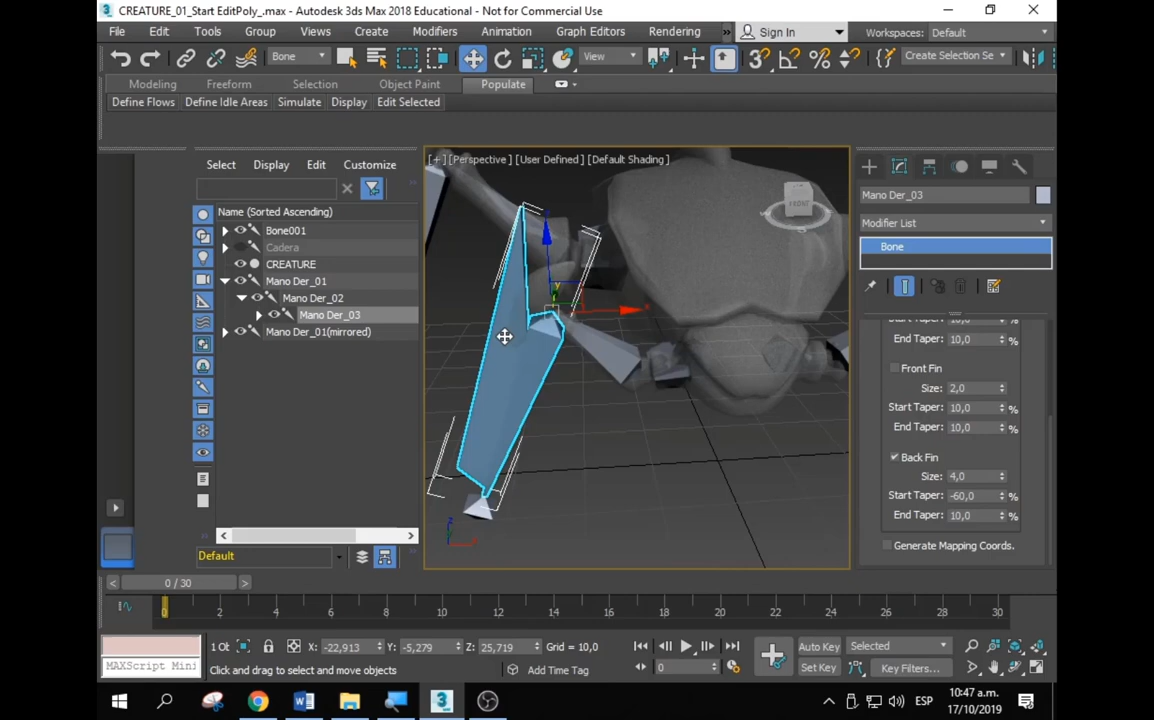 CREATURE_01_Start EditPoly_.max - Autodesk 3ds Max 2018 Educational - Not for Commercial Use
File Edit Tools Group Views Create Modifiers Animation Graph Editors Rendering » Sign In Workspaces: Default
Bone View Create Selection Se
Modeling Freeform Selection Object Paint Populate
Define Flows Define Idle Areas Simulate Display Edit Selected
Select Display Edit Customize
[+] [Perspective] [User Defined] [Default Shading]
FRONT
Name (Sorted Ascending)
Bone001
Cadera
CREATURE
Mano Der_01
Mano Der_02
Mano Der_03
Mano Der_01(mirrored)
Default
Mano Der_03
Modifier List
Bone
End Taper: 10,0 %
Front Fin
Size: 2,0
Start Taper: 10,0 %
End Taper: 10,0 %
Back Fin
Size: 4,0
Start Taper: -60,0 %
End Taper: 10,0 %
Generate Mapping Coords.
< 0 / 30 >
0 2 4 6 8 10 12 14 16 18 20 22 24 26 28 30
1 Ob X: -22,913 Y: -5,279 Z: 25,719 Grid = 10,0 Auto Key Selected
MAXScript Mini Click and drag to select and move objects Add Time Tag 0 Set Key Key Filters...
ESP 10:47 a.m.
17/10/2019